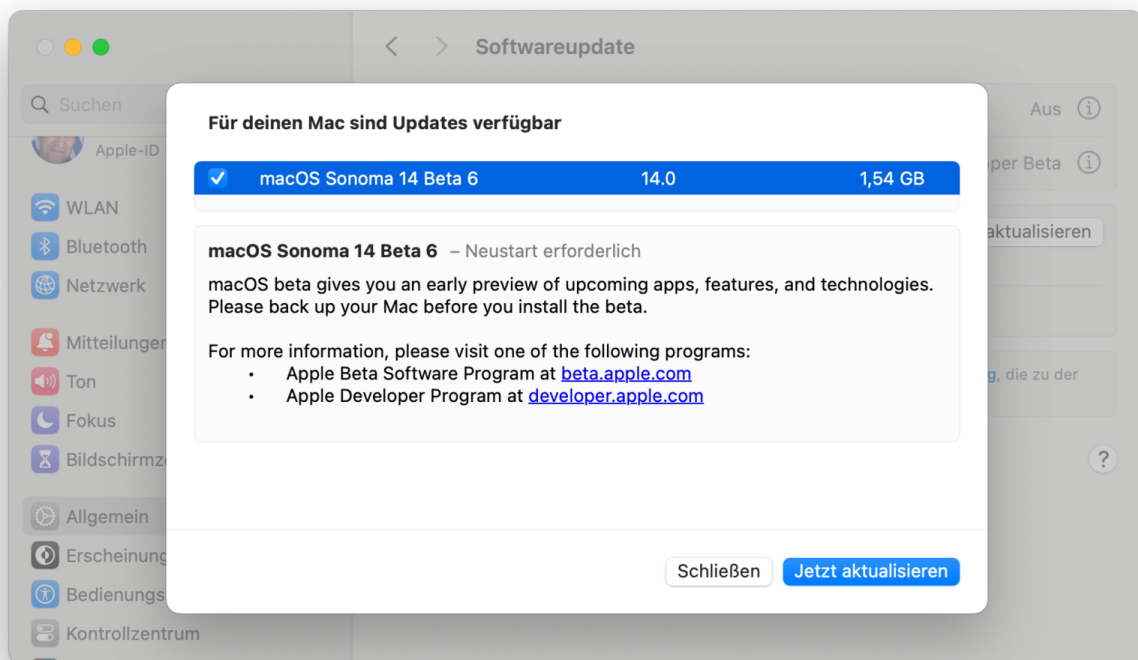 Softwareupdate
Suchen
Apple-ID
WLAN
Bluetooth
Netzwerk
Mitteilungen
Ton
Fokus
Allgemein
Kontrollzentrum
Aus
Beta
aktualisieren
die zu der
?
Für deinen Mac sind Updates verfügbar
macOS Sonoma 14 Beta 6 14.0 1,54 GB
macOS Sonoma 14 Beta 6 – Neustart erforderlich
macOS beta gives you an early preview of upcoming apps, features, and technologies.
Please back up your Mac before you install the beta.
For more information, please visit one of the following programs:
• Apple Beta Software Program at beta.apple.com
• Apple Developer Program at developer.apple.com
Schließen Jetzt aktualisieren